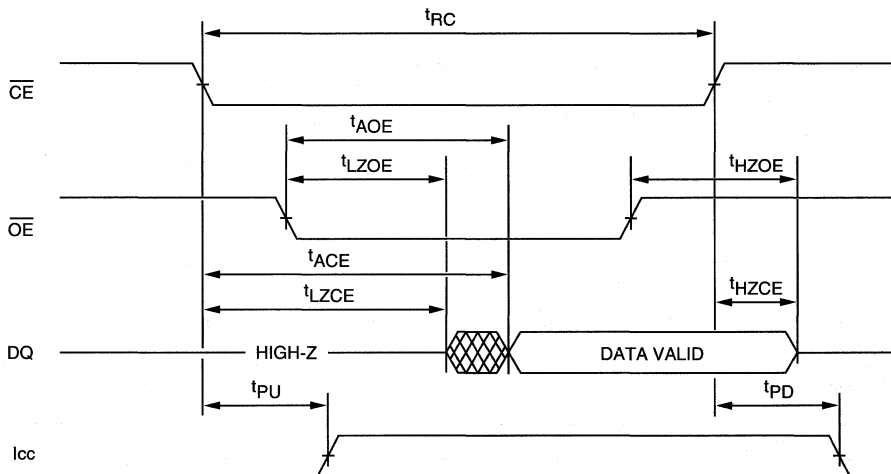 tRC
CE
tAOE
tLZOE
tHZOE
OE
tACE
tLZCE
tHZCE
DQ
HIGH-Z
DATA VALID
tPU
tPD
Icc